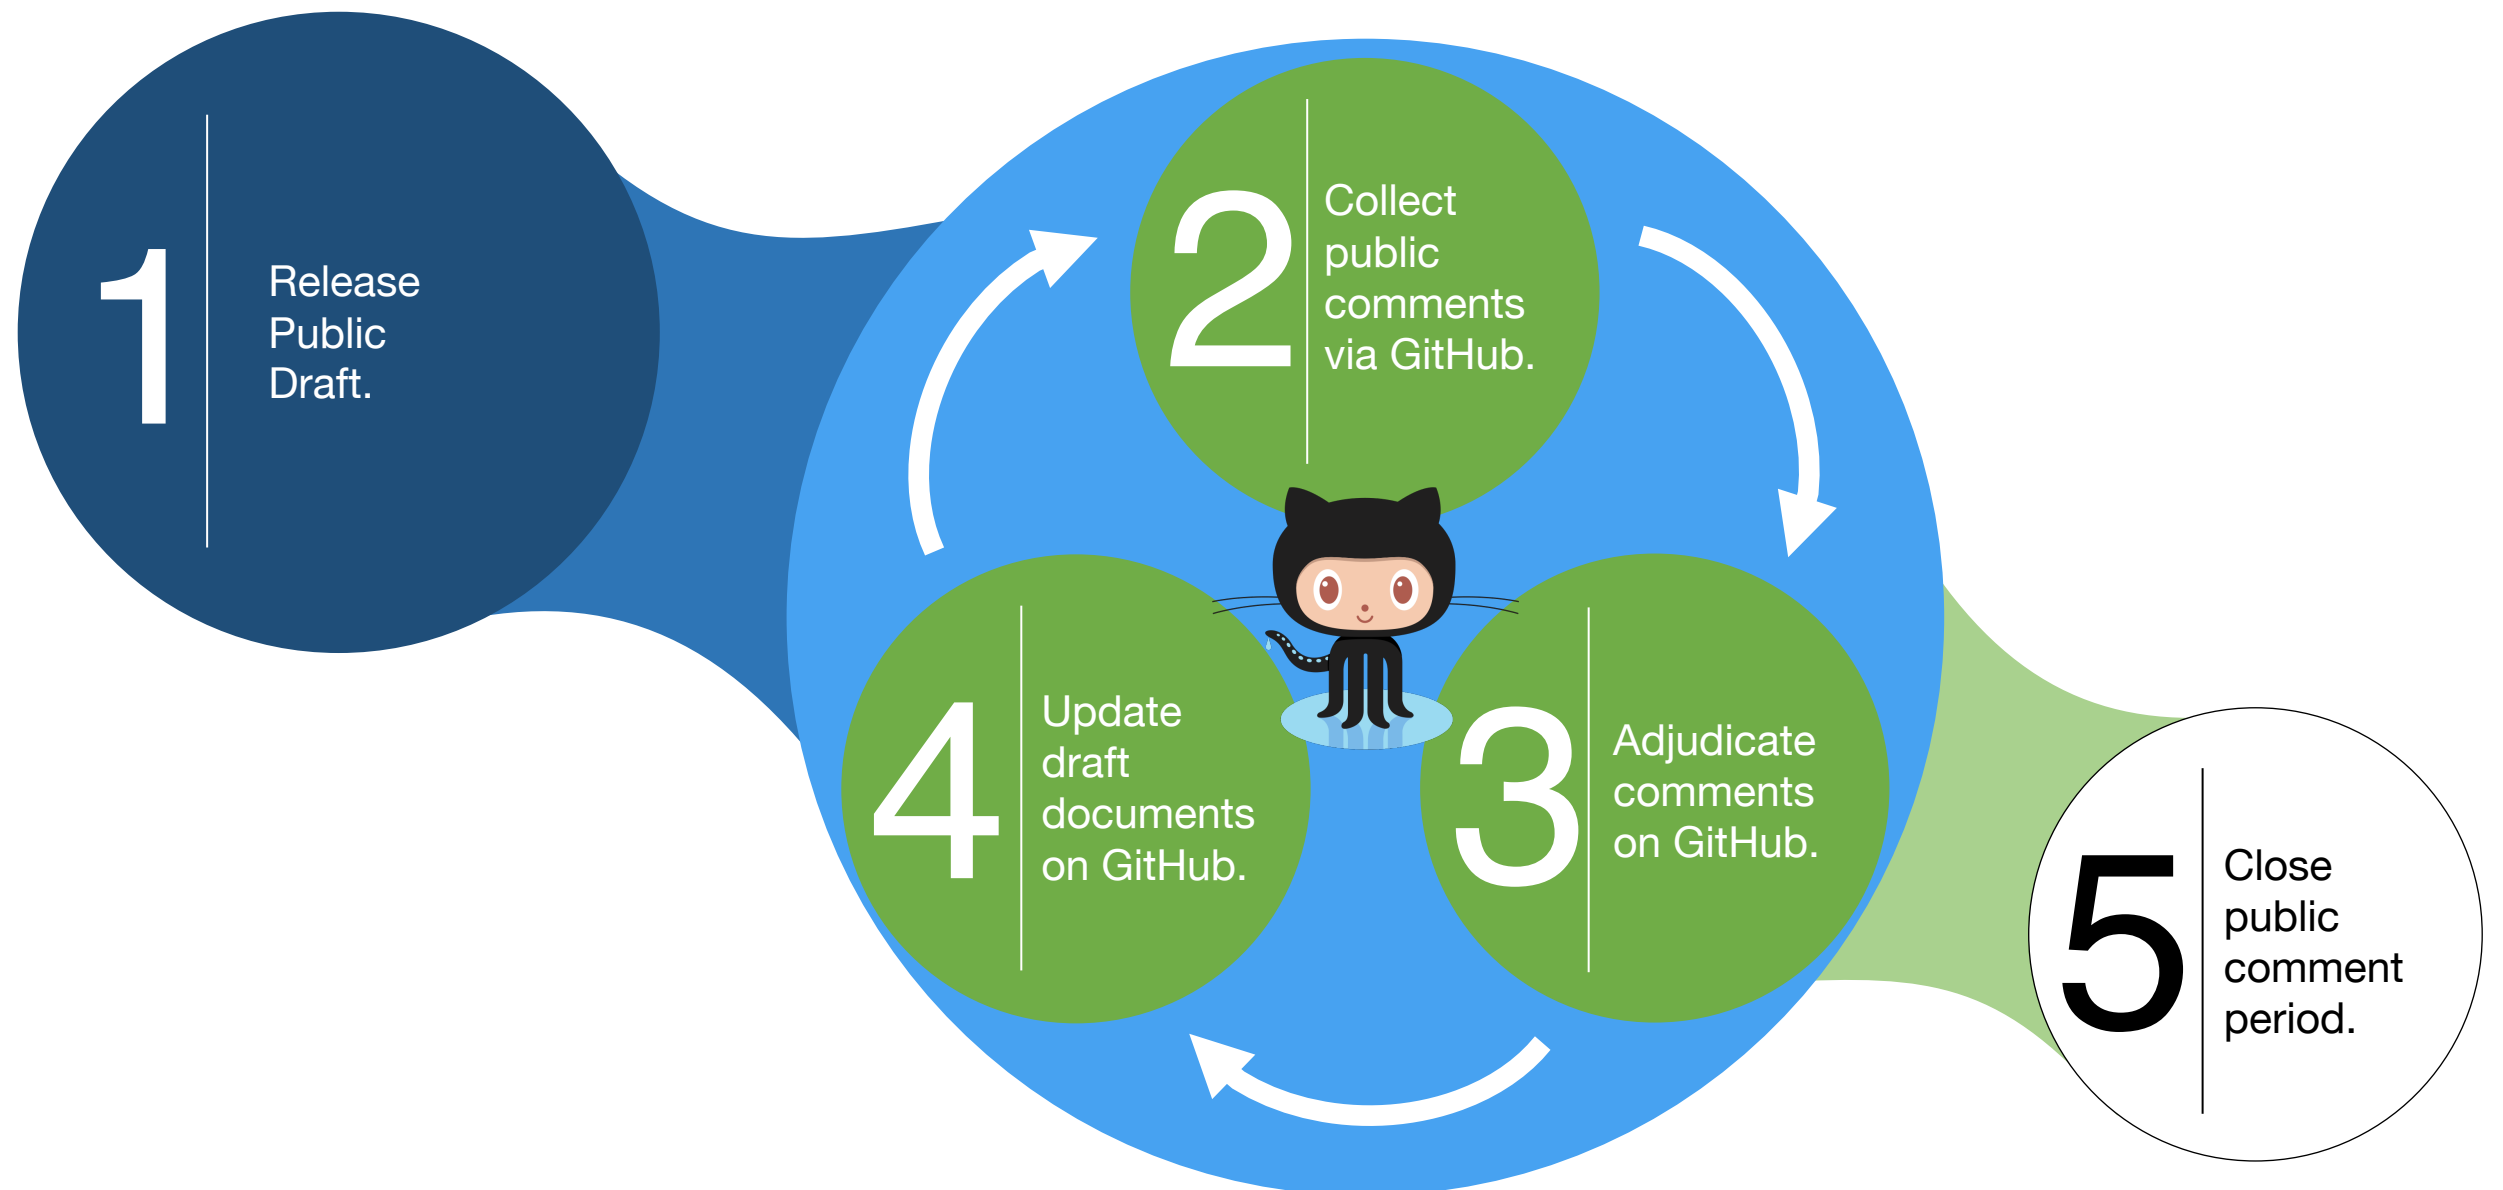 1
Release
Public
Draft.
2
Collect
public
comments
via GitHub.
3
Adjudicate
comments
on GitHub.
4
Update
draft
documents
on GitHub.
5
Close
public
comment
period.